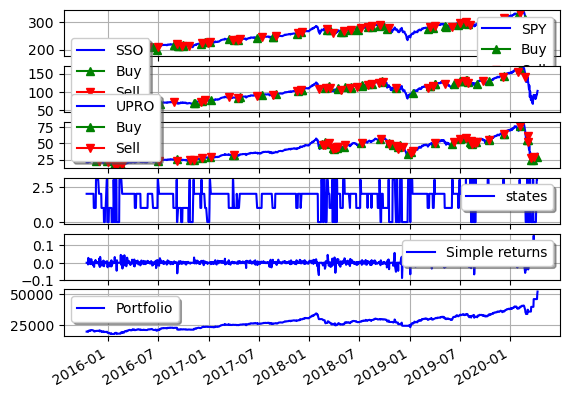 300
200
SPY
Buy
SSO
Buy
Sell
150
100
50
UPRO
Buy
Sell
75
50
25
2.5
0.0
states
0.1
0.0
−0.1
Simple returns
50000
25000
Portfolio
2016-01
2016-07
2017-01
2017-07
2018-01
2018-07
2019-01
2019-07
2020-01